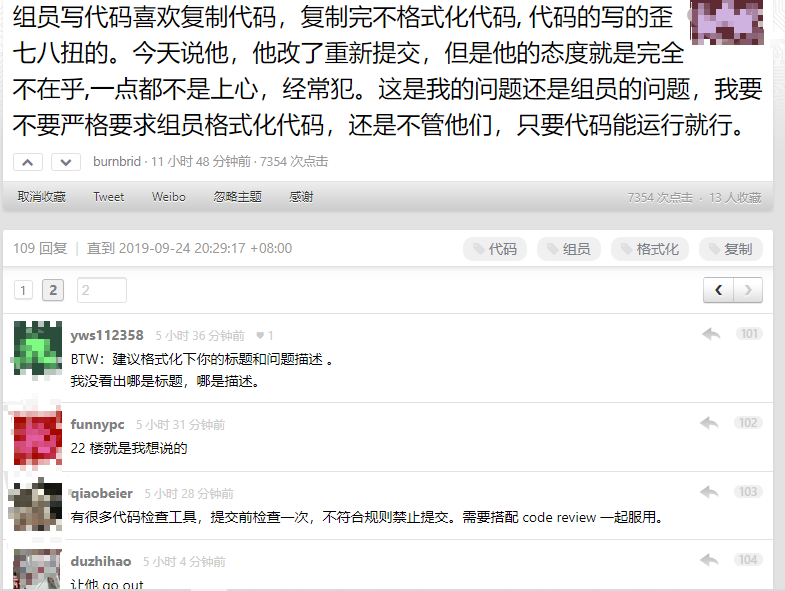 组员写代码喜欢复制代码，复制完不格式化代码, 代码的写的歪
七八扭的。今天说他，他改了重新提交，但是他的态度就是完全
不在乎,一点都不是上心，经常犯。这是我的问题还是组员的问题，我要
不要严格要求组员格式化代码，还是不管他们，只要代码能运行就行。
burnbrid · 11 小时 48 分钟前 · 7354 次点击
取消收藏 Tweet Weibo 忽略主题 感谢 7354 次点击 · 13 人收藏
109 回复 | 直到 2019-09-24 20:29:17 +08:00 代码 组员 格式化 复制
1 2 2
yws112358 5 小时 36 分钟前 ♥ 1 101
BTW：建议格式化下你的标题和问题描述 。
我没看出哪是标题，哪是描述。
funnypc 5 小时 31 分钟前 102
22 楼就是我想说的
qiaobeier 5 小时 28 分钟前 103
有很多代码检查工具，提交前检查一次，不符合规则禁止提交。需要搭配 code review 一起服用。
duzhihao 5 小时 4 分钟前 104
让他 go out